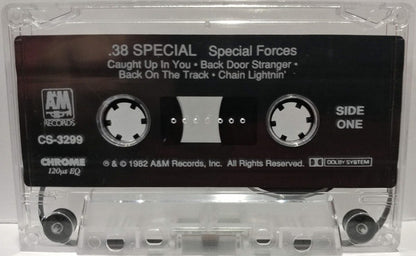 .38 SPECIAL Special Forces
Caught Up In You • Back Door Stranger •
Back On The Track • Chain Lightnin'
A&M
RECORDS
CS-3299
SIDE
ONE
CHROME
120µs EQ
℗ & © 1982 A&M Records, Inc. All Rights Reserved.
DOLBY SYSTEM